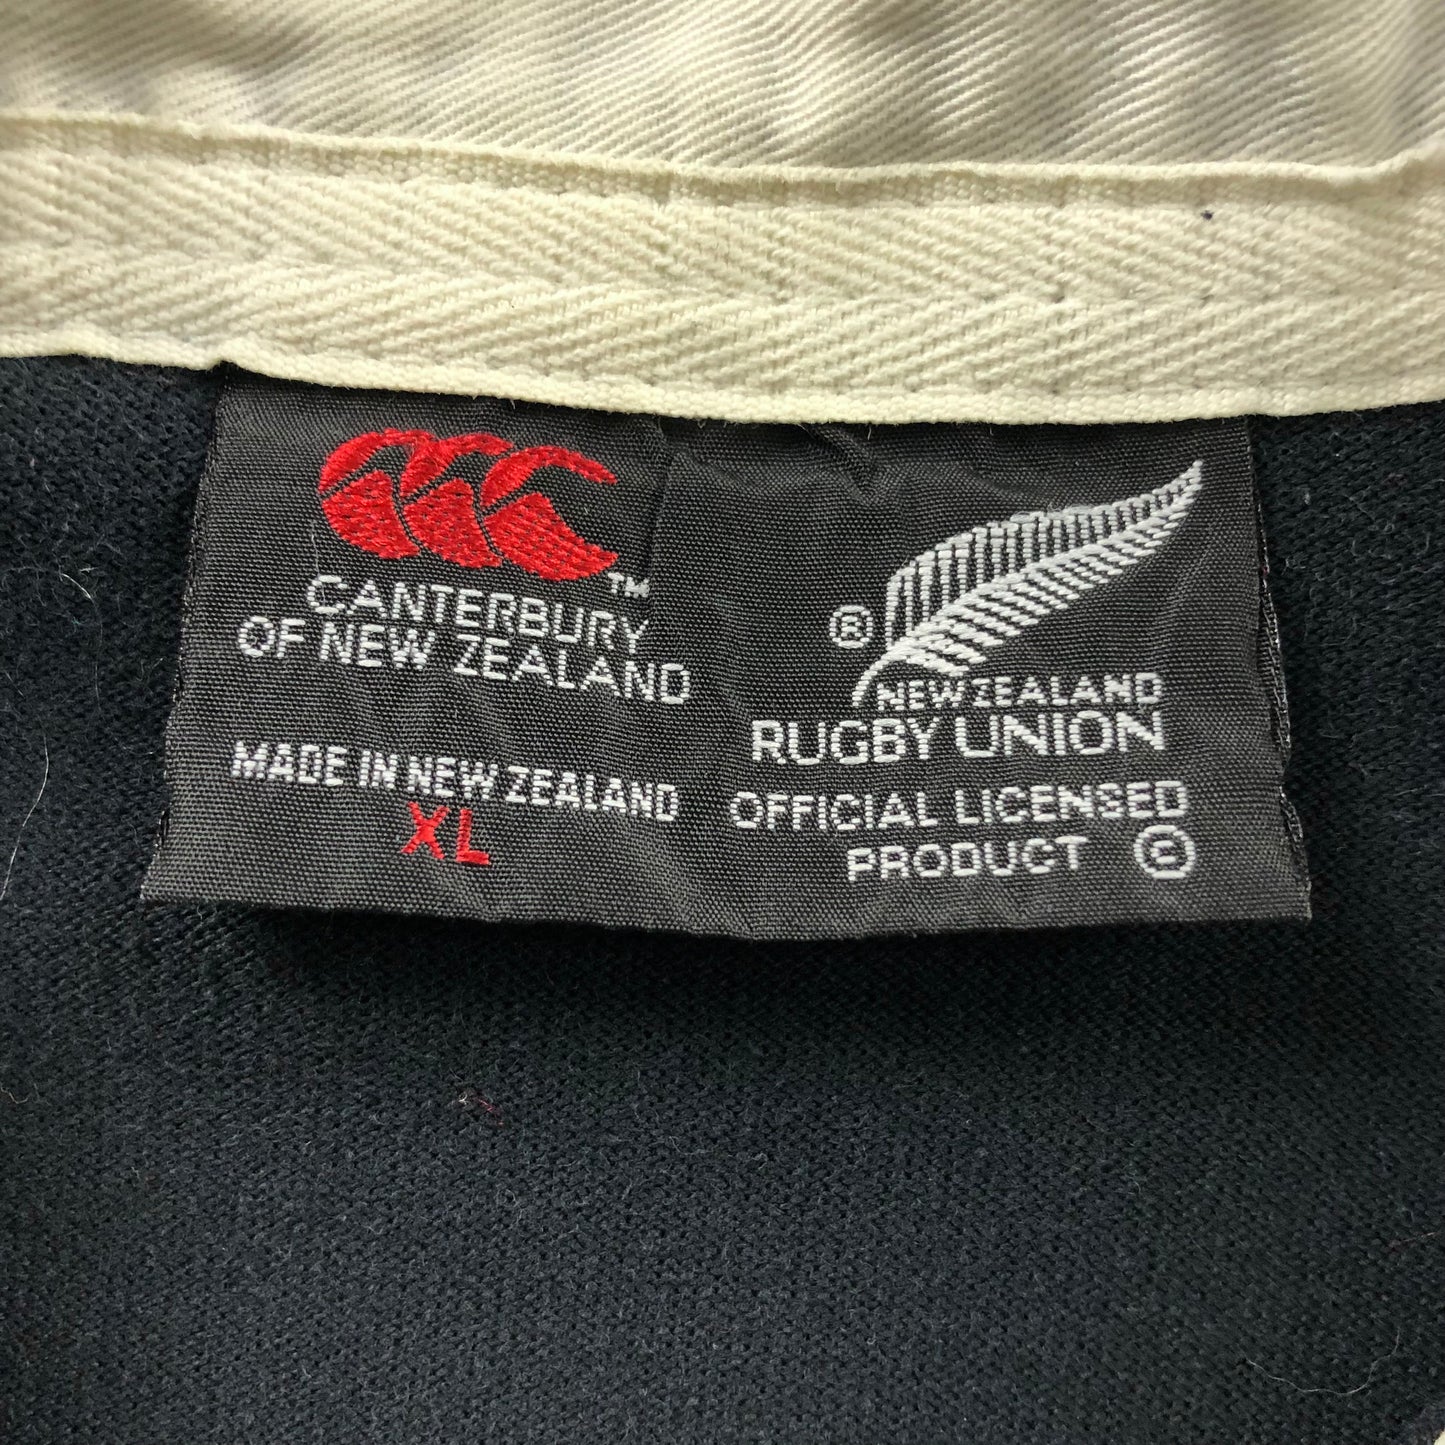 CANTERBURY™
OF NEW ZEALAND
MADE IN NEW ZEALAND
XL
®
NEW ZEALAND
RUGBY UNION
OFFICIAL LICENSED
PRODUCT ©